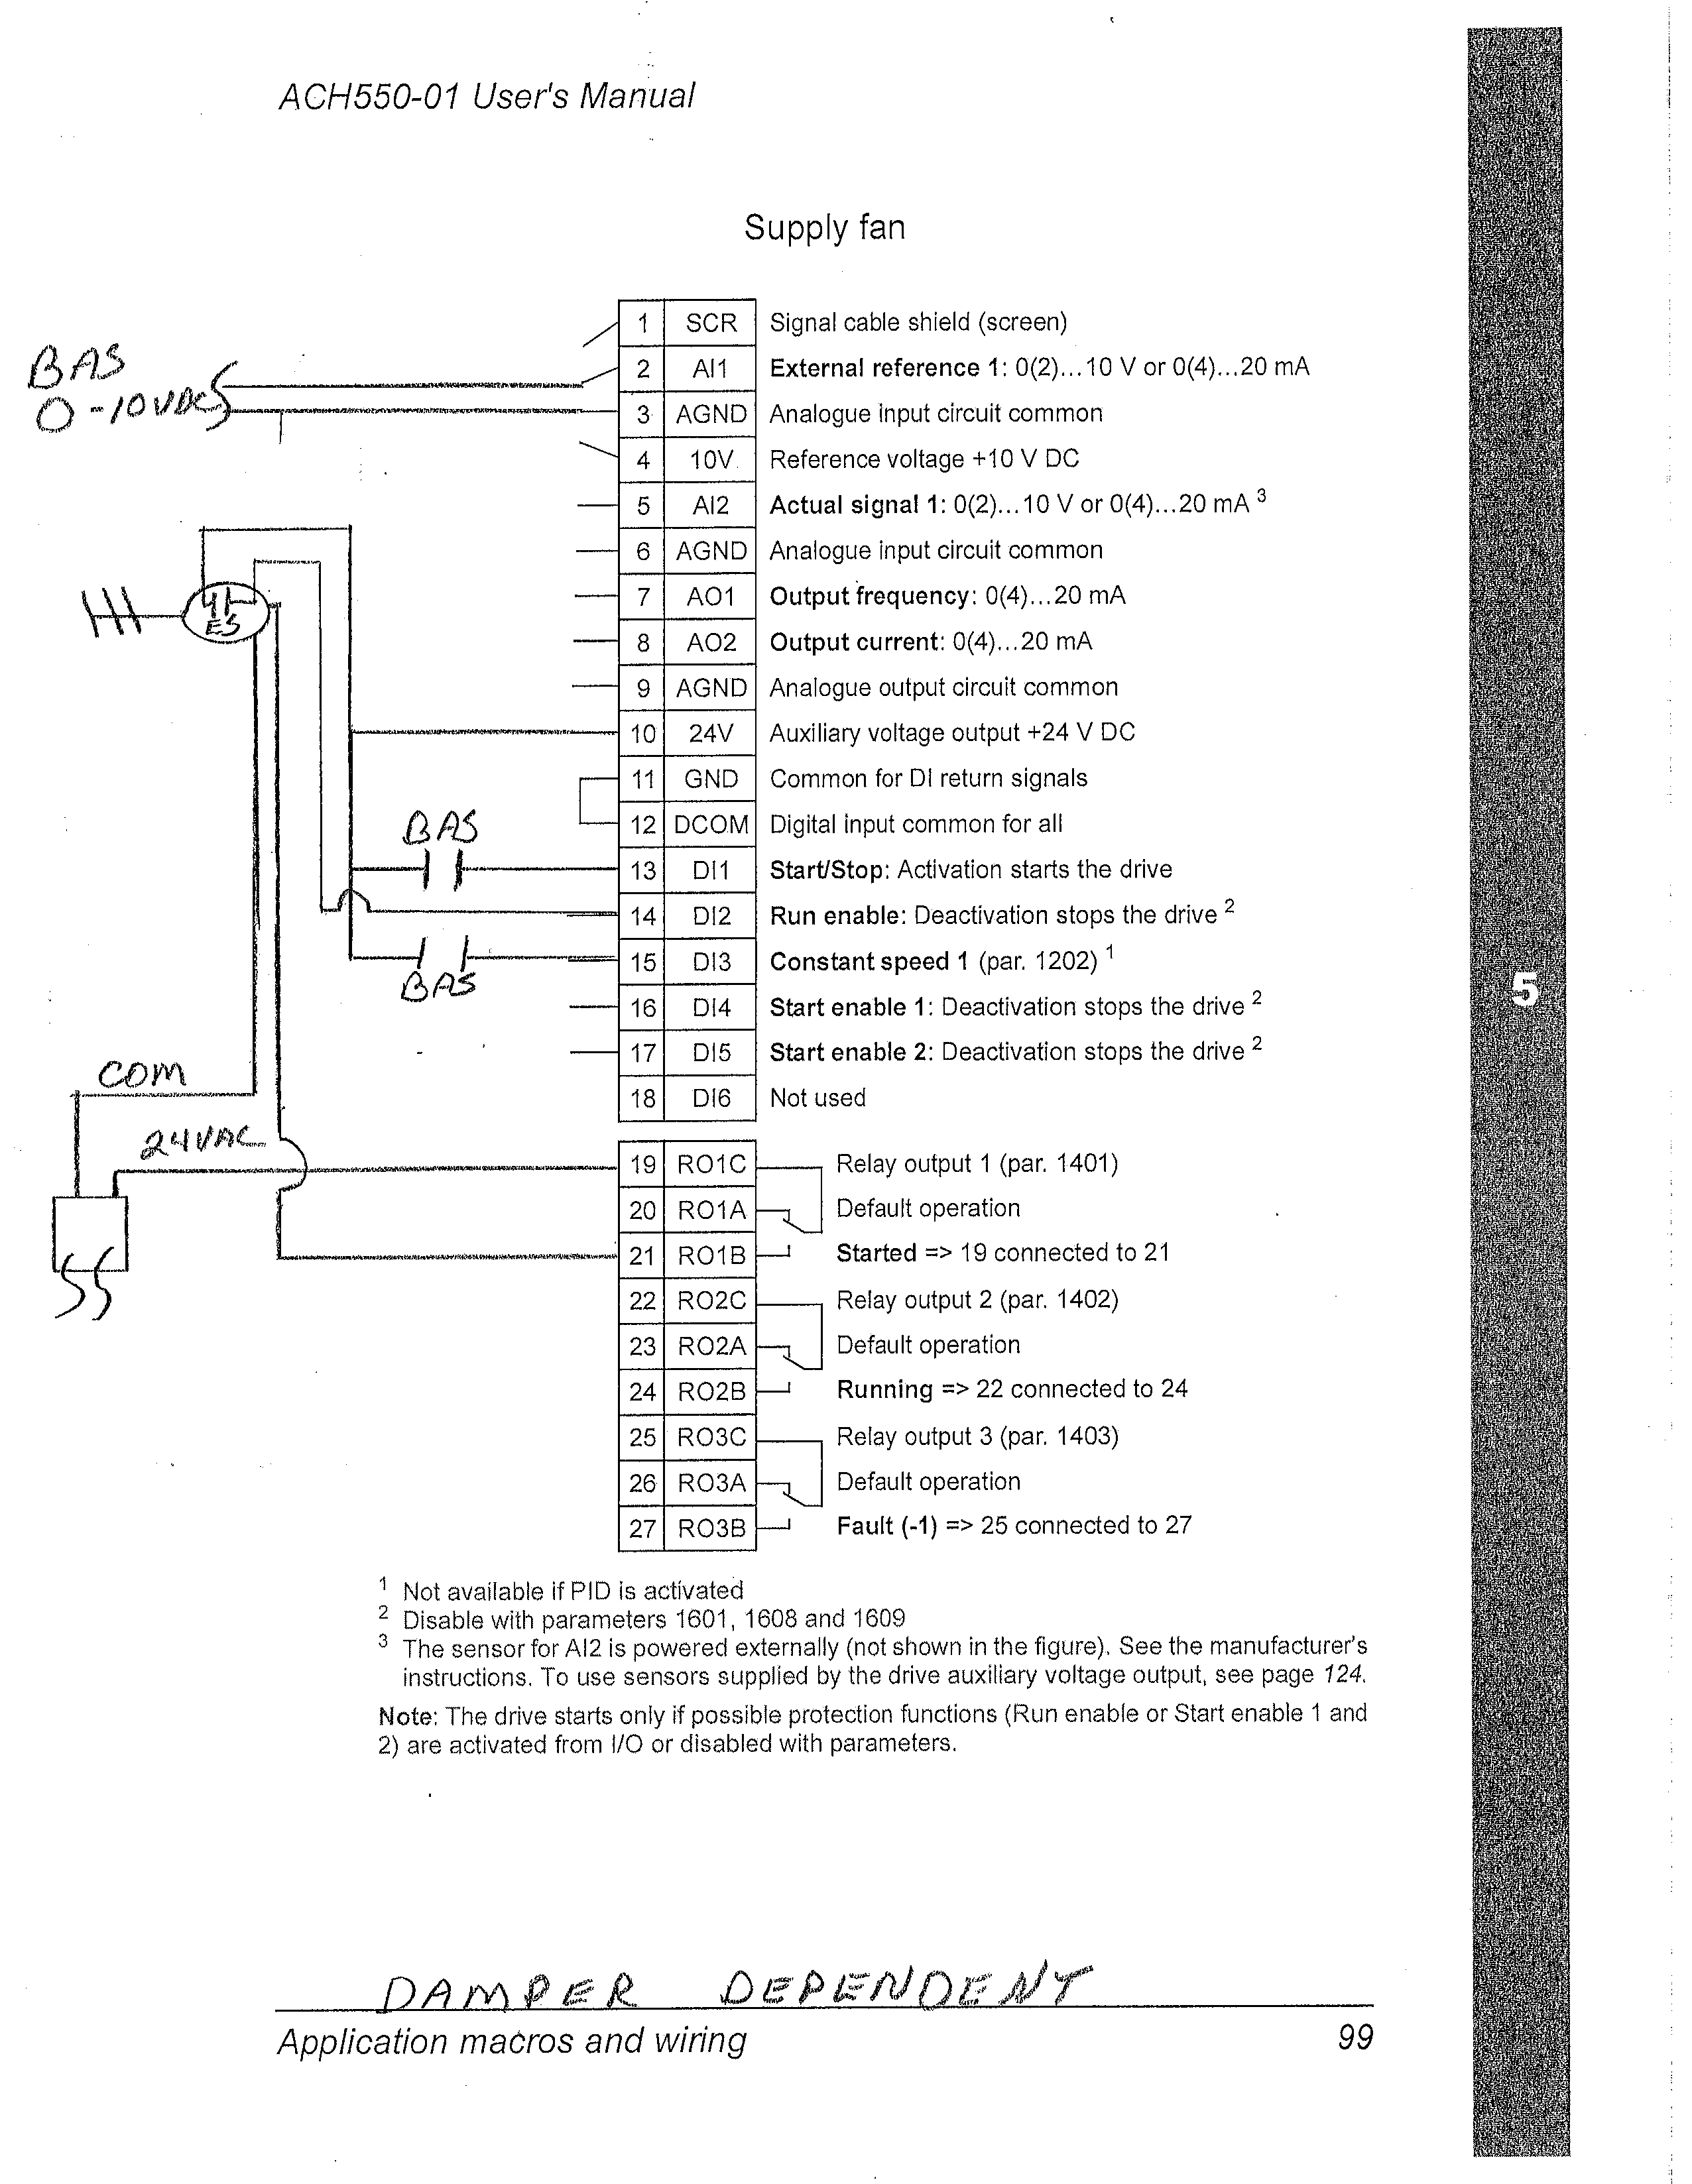 ACH550-01 User's Manual
Supply fan
BAS
0-10VDC
1 SCR Signal cable shield (screen)
2 AI1 External reference 1: 0(2)...10 V or 0(4)...20 mA
3 AGND Analogue input circuit common
4 10V Reference voltage +10 V DC
5 AI2 Actual signal 1: 0(2)...10 V or 0(4)...20 mA 3
6 AGND Analogue input circuit common
7 AO1 Output frequency: 0(4)...20 mA
ES
8 AO2 Output current: 0(4)...20 mA
9 AGND Analogue output circuit common
10 24V Auxiliary voltage output +24 V DC
11 GND Common for DI return signals
BAS
12 DCOM Digital input common for all
13 DI1 Start/Stop: Activation starts the drive
14 DI2 Run enable: Deactivation stops the drive 2
15 DI3 Constant speed 1 (par. 1202) 1
BAS
16 DI4 Start enable 1: Deactivation stops the drive 2
17 DI5 Start enable 2: Deactivation stops the drive 2
COM
18 DI6 Not used
24VAC
19 RO1C Relay output 1 (par. 1401)
20 RO1A Default operation
21 RO1B Started => 19 connected to 21
22 RO2C Relay output 2 (par. 1402)
23 RO2A Default operation
24 RO2B Running => 22 connected to 24
25 RO3C Relay output 3 (par. 1403)
26 RO3A Default operation
27 RO3B Fault (-1) => 25 connected to 27
1 Not available if PID is activated
2 Disable with parameters 1601, 1608 and 1609
3 The sensor for AI2 is powered externally (not shown in the figure). See the manufacturer's
instructions. To use sensors supplied by the drive auxiliary voltage output, see page 124.
Note: The drive starts only if possible protection functions (Run enable or Start enable 1 and
2) are activated from I/O or disabled with parameters.
5
DAMPER DEPENDENT
Application macros and wiring 99